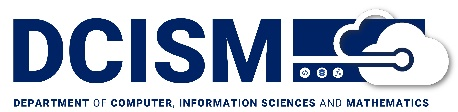 DCISM
DEPARTMENT OF COMPUTER, INFORMATION SCIENCES AND MATHEMATICS